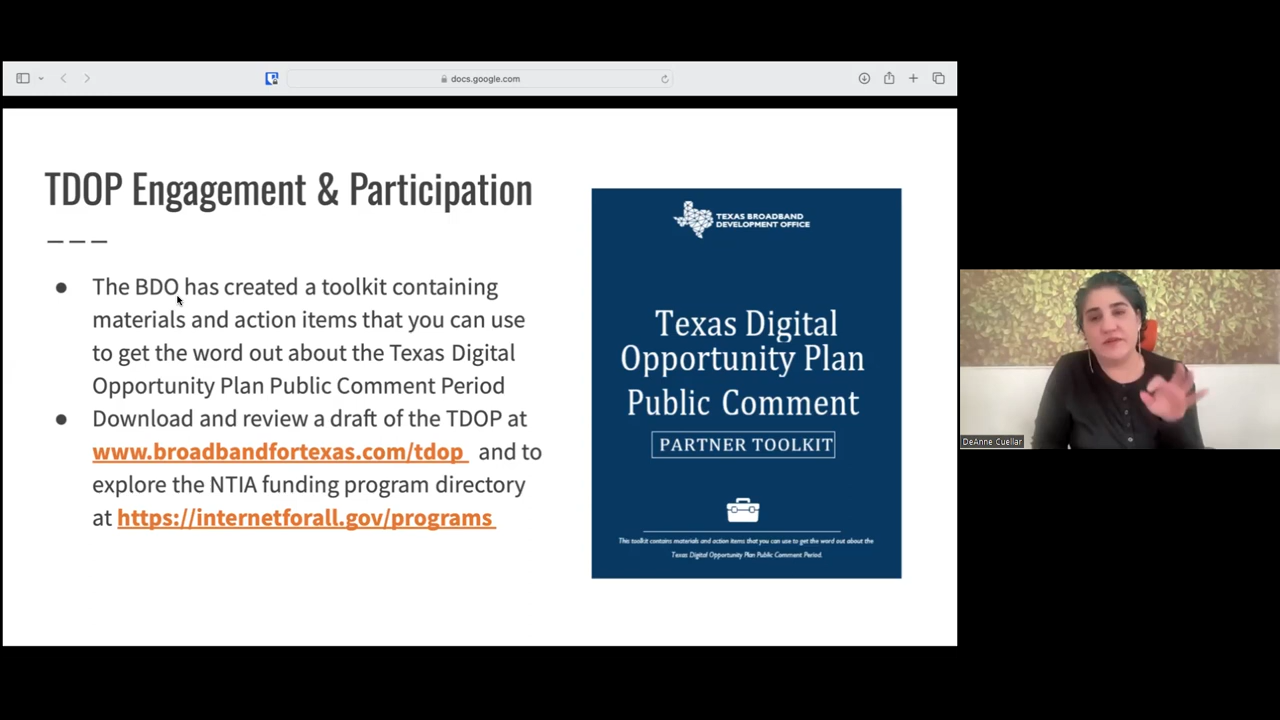 docs.google.com
TDOP Engagement & Participation
The BDO has created a toolkit containing
materials and action items that you can use
to get the word out about the Texas Digital
Opportunity Plan Public Comment Period
Download and review a draft of the TDOP at
www.broadbandfortexas.com/tdop and to
explore the NTIA funding program directory
at https://internetforall.gov/programs
TEXAS BROADBAND
DEVELOPMENT OFFICE
Texas Digital
Opportunity Plan
Public Comment
PARTNER TOOLKIT
This toolkit contains materials and action items that you can use to get the word out about the
Texas Digital Opportunity Plan Public Comment Period.
DeAnne Cuellar